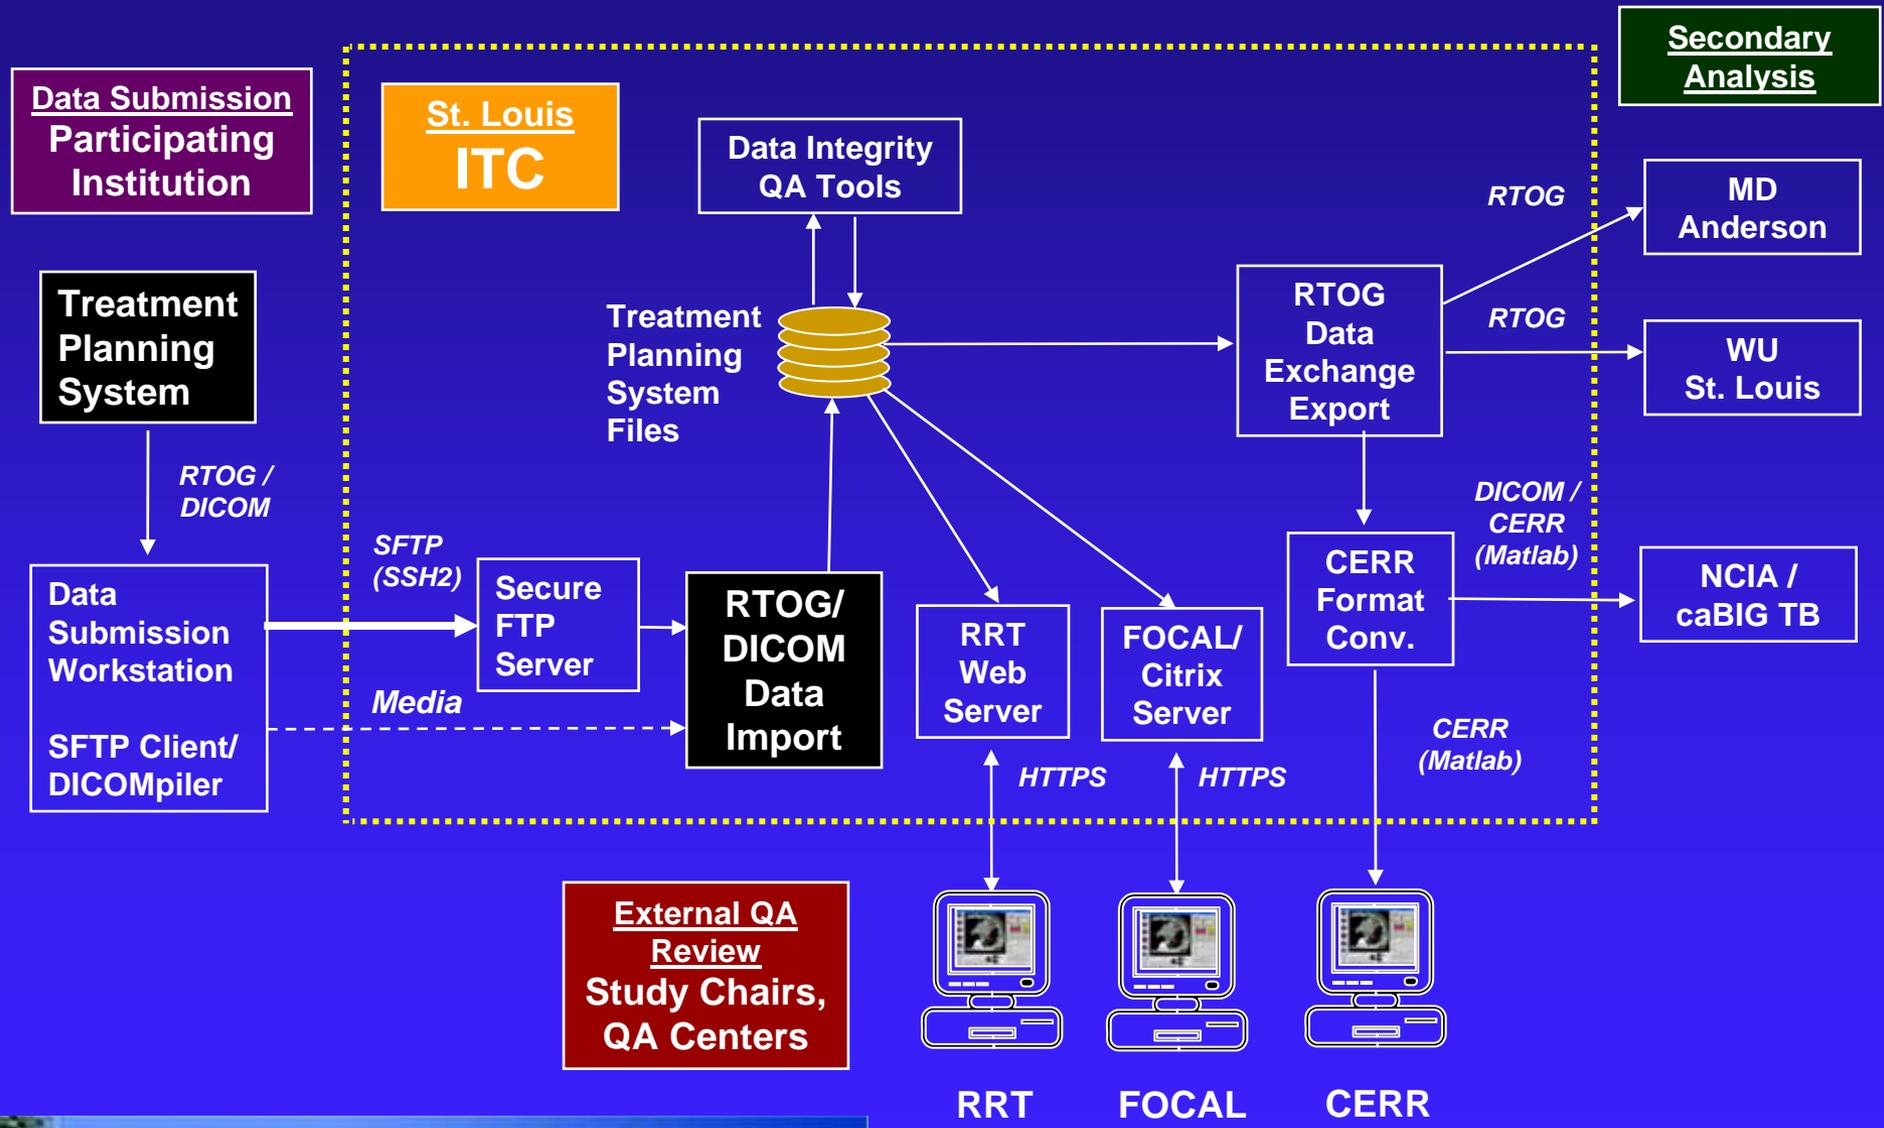 Data Submission
Participating
Institution
St. Louis
ITC
Secondary
Analysis
Data Integrity
QA Tools
RTOG
MD
Anderson
Treatment
Planning
System
Treatment
Planning
System
Files
RTOG
Data
Exchange
Export
RTOG
WU
St. Louis
RTOG /
DICOM
DICOM /
CERR
(Matlab)
Data
Submission
Workstation
SFTP Client/
DICOMpiler
SFTP
(SSH2)
Secure
FTP
Server
Media
RTOG/
DICOM
Data
Import
RRT
Web
Server
FOCAL/
Citrix
Server
CERR
Format
Conv.
NCIA /
caBIG TB
HTTPS
HTTPS
CERR
(Matlab)
External QA
Review
Study Chairs,
QA Centers
RRT
FOCAL
CERR